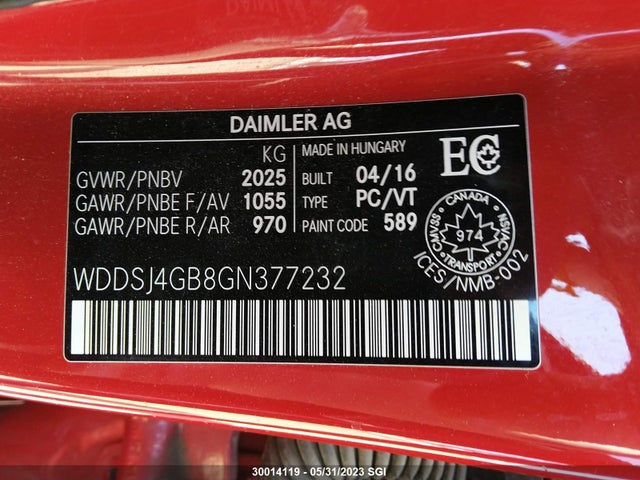 DAIMLER AG
KG MADE IN HUNGARY
GVWR/PNBV 2025 BUILT 04/16
GAWR/PNBE F/AV 1055 TYPE PC/VT
GAWR/PNBE R/AR 970 PAINT CODE 589
EC
CANADA
CMVSS 974 NSVAC
TRANSPORT
ICES/NMB-002
WDDSJ4GB8GN377232
30014119 - 05/31/2023 SGI